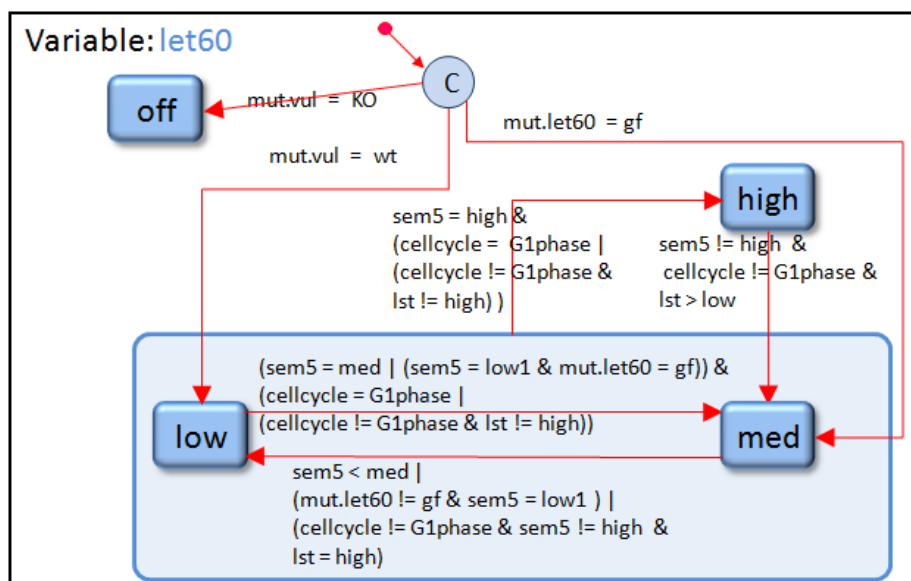 Variable: let60
C
off
mut.vul = KO
mut.let60 = gf
mut.vul = wt
high
sem5 = high &
(cellcycle = G1phase |
(cellcycle != G1phase &
lst != high) )
sem5 != high &
cellcycle != G1phase &
lst > low
(sem5 = med | (sem5 = low1 & mut.let60 = gf)) &
(cellcycle = G1phase |
(cellcycle != G1phase & lst != high))
low
med
sem5 < med |
(mut.let60 != gf & sem5 = low1 ) |
(cellcycle != G1phase & sem5 != high &
lst = high)